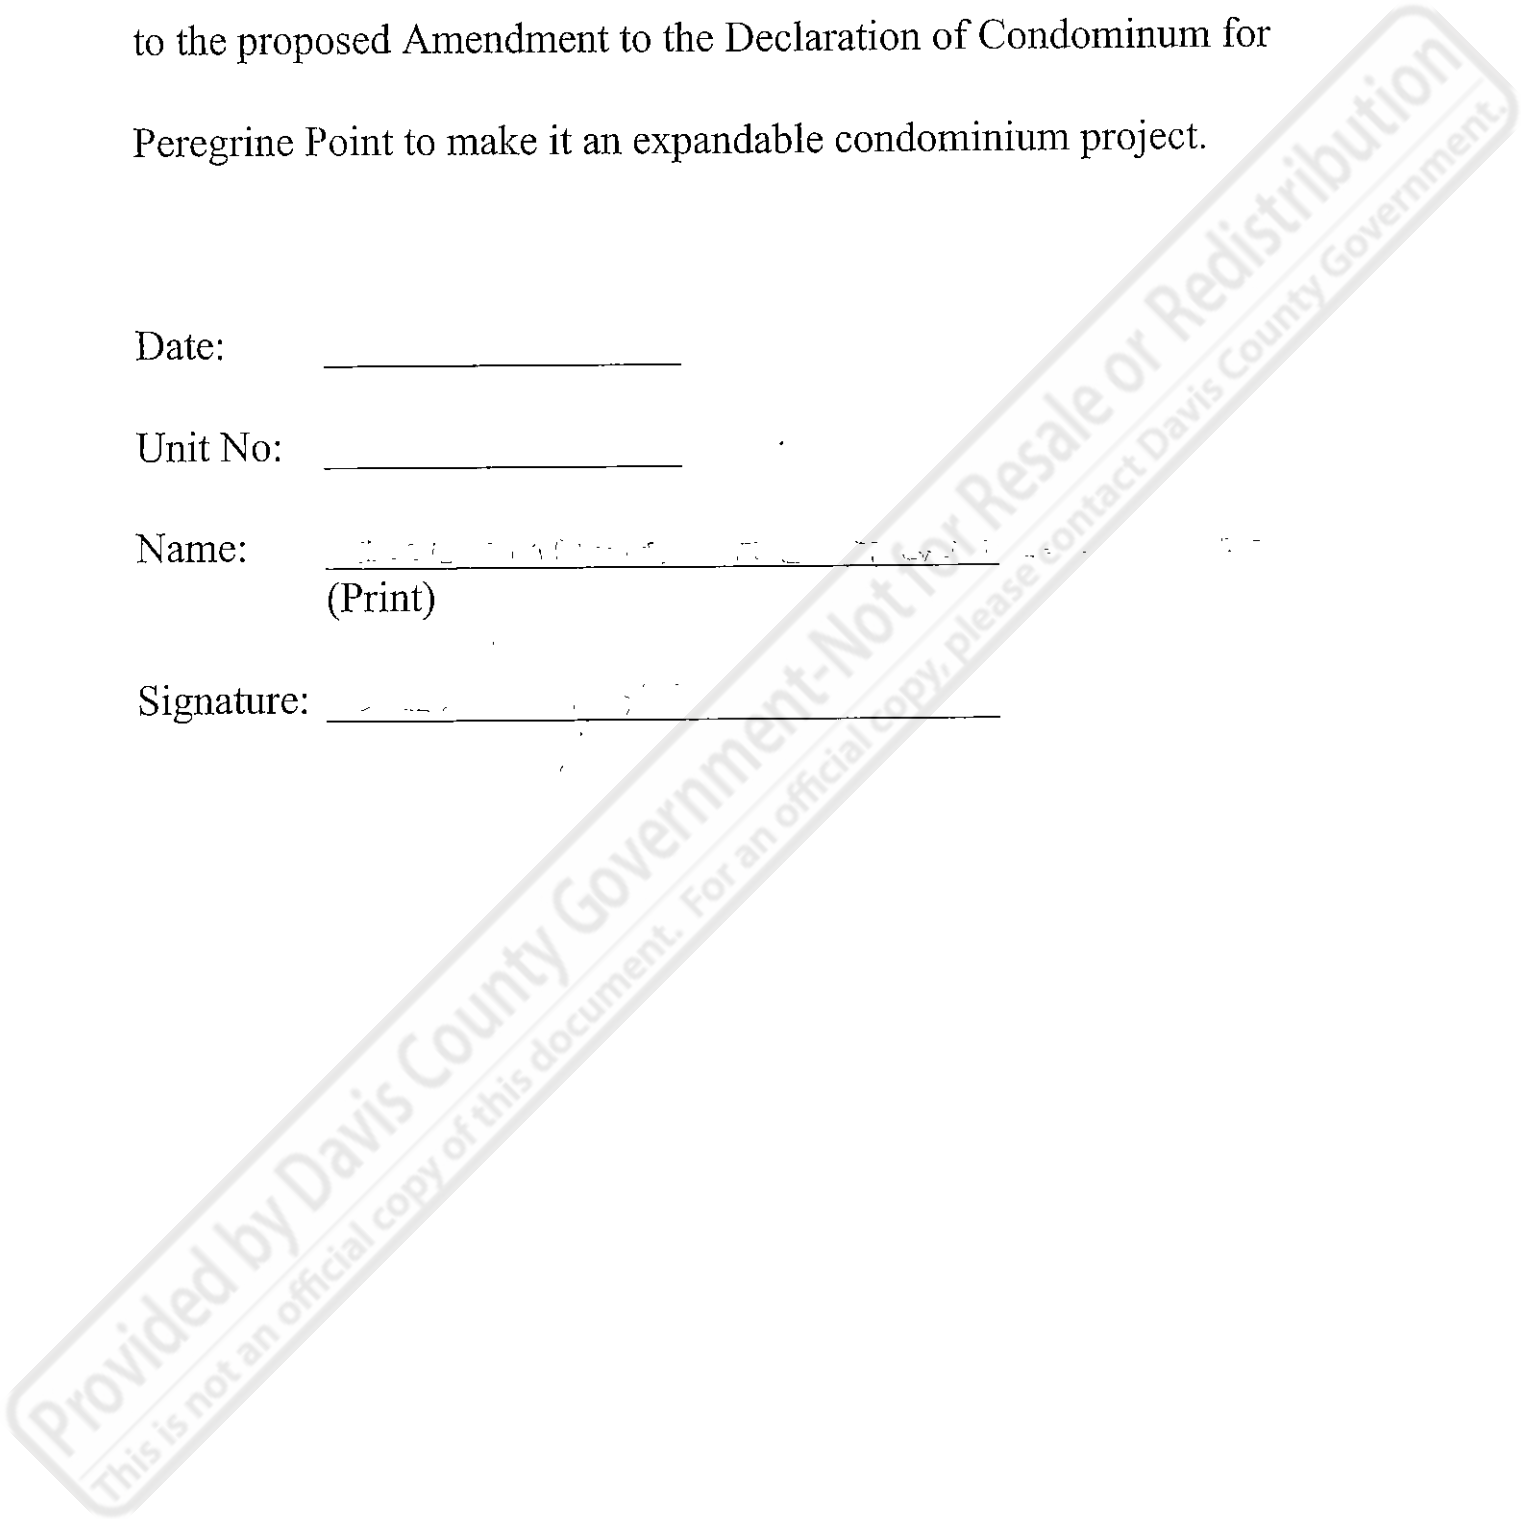 to the proposed Amendment to the Declaration of Condominum for
Peregrine Point to make it an expandable condominium project.
Date:
Unit No:
Name:
(Print)
Signature:
Provided by Davis County Government-Not for Resale or Redistribution
This is not an official copy of this document. For an official copy, please contact Davis County Government.